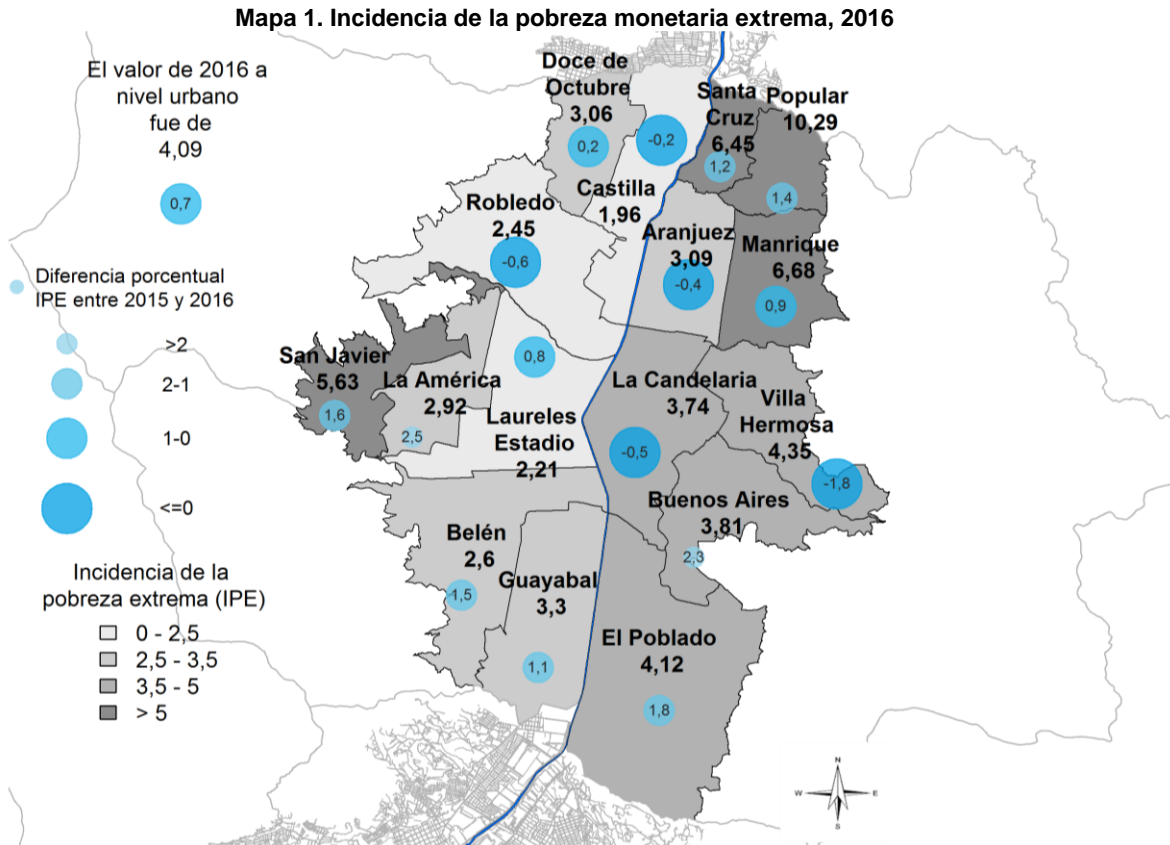 Mapa 1. Incidencia de la pobreza monetaria extrema, 2016
El valor de 2016 a
nivel urbano
fue de
4,09
0,7
Diferencia porcentual
IPE entre 2015 y 2016
>2
2-1
1-0
<=0
Incidencia de la
pobreza extrema (IPE)
0 - 2,5
2,5 - 3,5
3,5 - 5
> 5
Doce de
Octubre
3,06
0,2
-0,2
Castilla
1,96
Santa
Cruz
6,45
1,2
Popular
10,29
1,4
Robledo
2,45
-0,6
Aranjuez
3,09
-0,4
Manrique
6,68
0,9
San Javier
5,63
1,6
La América
2,92
2,5
0,8
Laureles
Estadio
2,21
La Candelaria
3,74
-0,5
Villa
Hermosa
4,35
-1,8
Buenos Aires
3,81
2,3
Belén
2,6
1,5
Guayabal
3,3
1,1
El Poblado
4,12
1,8
N
W
E
S